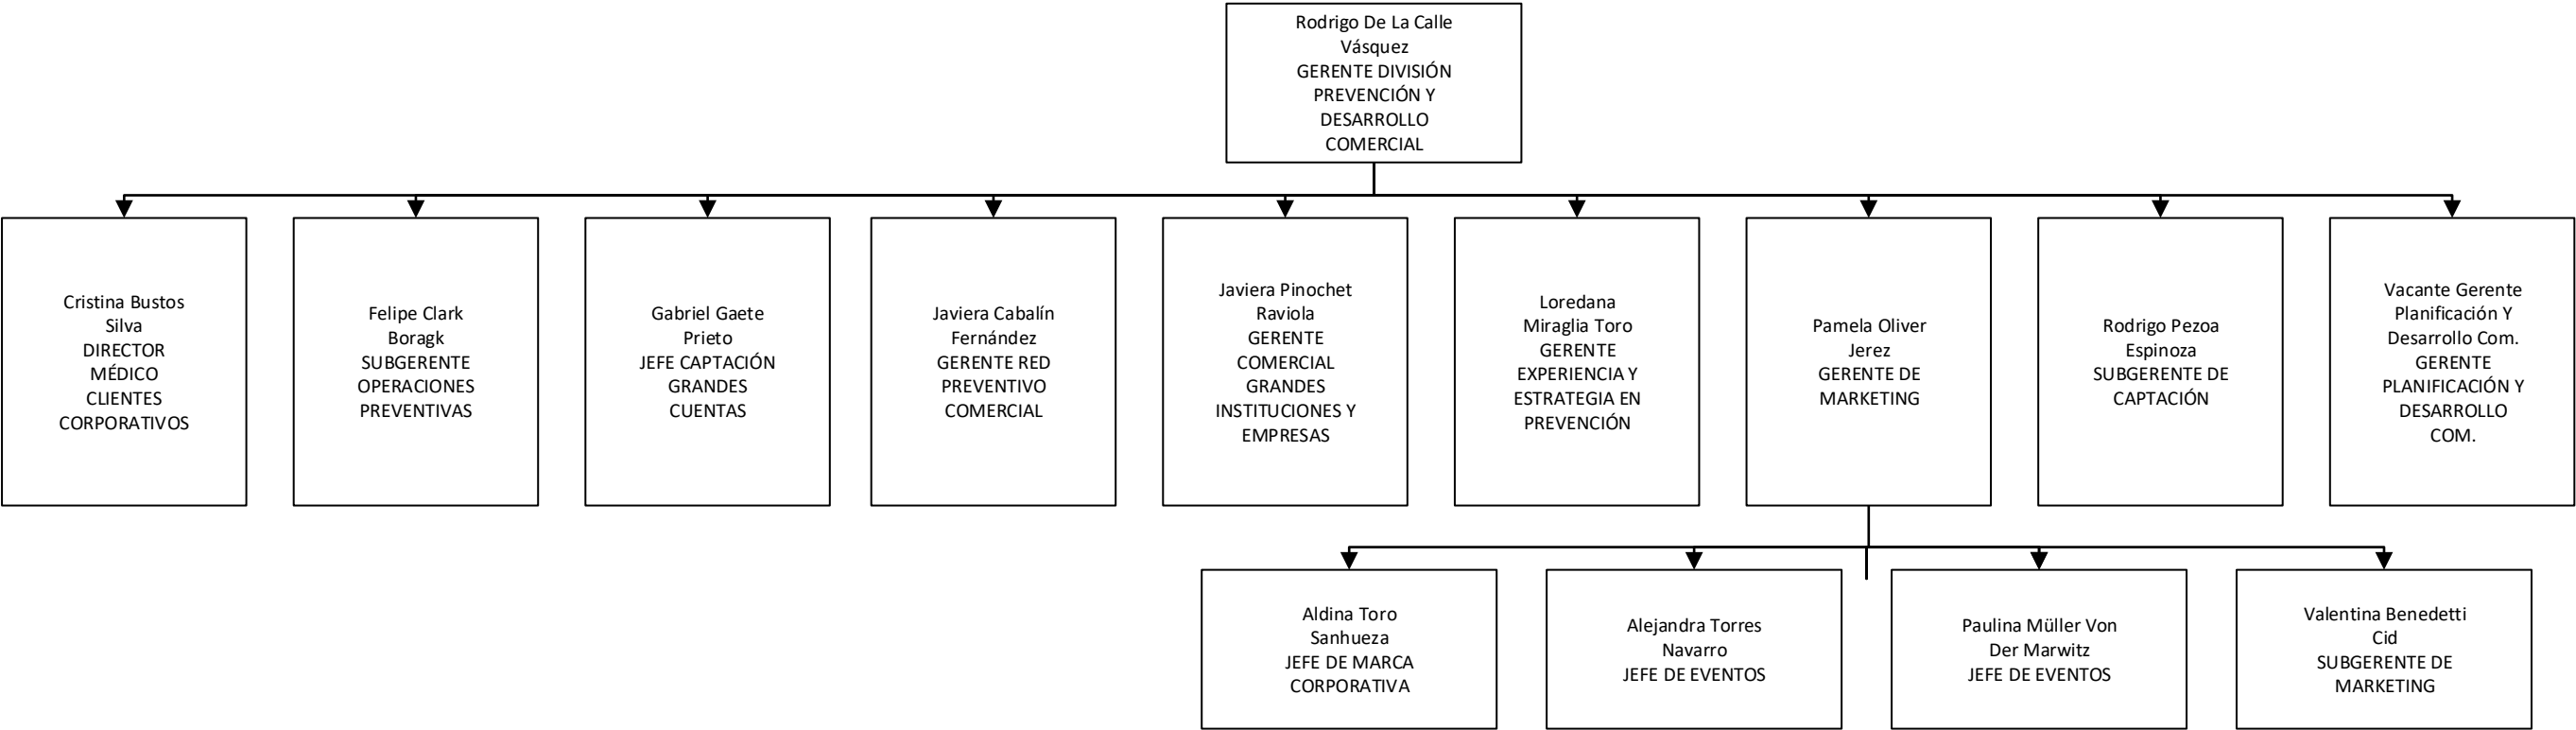 Rodrigo De La Calle
Vásquez
GERENTE DIVISIÓN
PREVENCIÓN Y
DESARROLLO
COMERCIAL
Cristina Bustos
Silva
DIRECTOR
MÉDICO
CLIENTES
CORPORATIVOS
Felipe Clark
Boragk
SUBGERENTE
OPERACIONES
PREVENTIVAS
Gabriel Gaete
Prieto
JEFE CAPTACIÓN
GRANDES
CUENTAS
Javiera Cabalín
Fernández
GERENTE RED
PREVENTIVO
COMERCIAL
Javiera Pinochet
Raviola
GERENTE
COMERCIAL
GRANDES
INSTITUCIONES Y
EMPRESAS
Loredana
Miraglia Toro
GERENTE
EXPERIENCIA Y
ESTRATEGIA EN
PREVENCIÓN
Pamela Oliver
Jerez
GERENTE DE
MARKETING
Rodrigo Pezoa
Espinoza
SUBGERENTE DE
CAPTACIÓN
Vacante Gerente
Planificación Y
Desarrollo Com.
GERENTE
PLANIFICACIÓN Y
DESARROLLO
COM.
Aldina Toro
Sanhueza
JEFE DE MARCA
CORPORATIVA
Alejandra Torres
Navarro
JEFE DE EVENTOS
Paulina Müller Von
Der Marwitz
JEFE DE EVENTOS
Valentina Benedetti
Cid
SUBGERENTE DE
MARKETING